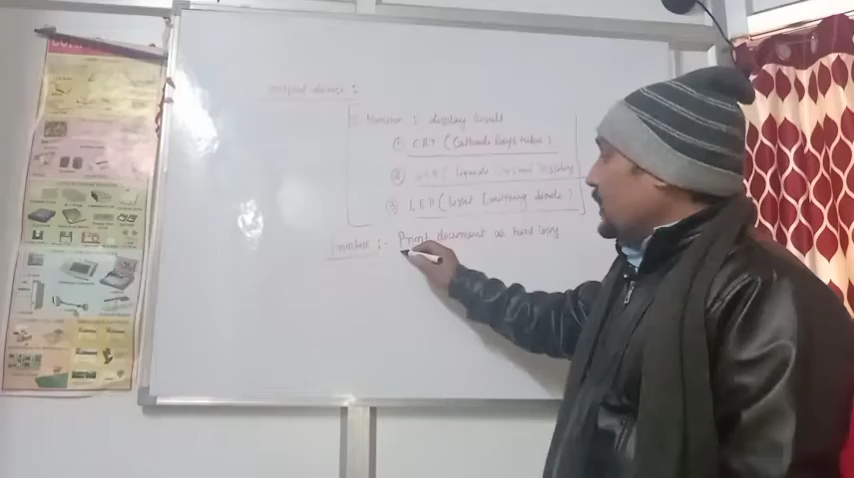 output device :
Monitor : display Result
① CRT ( Cathode Rays tube )
② LCD ( Liquide Crystal Display
③ LED ( Light Emitting diode )
Printer :- Print document as hard copy